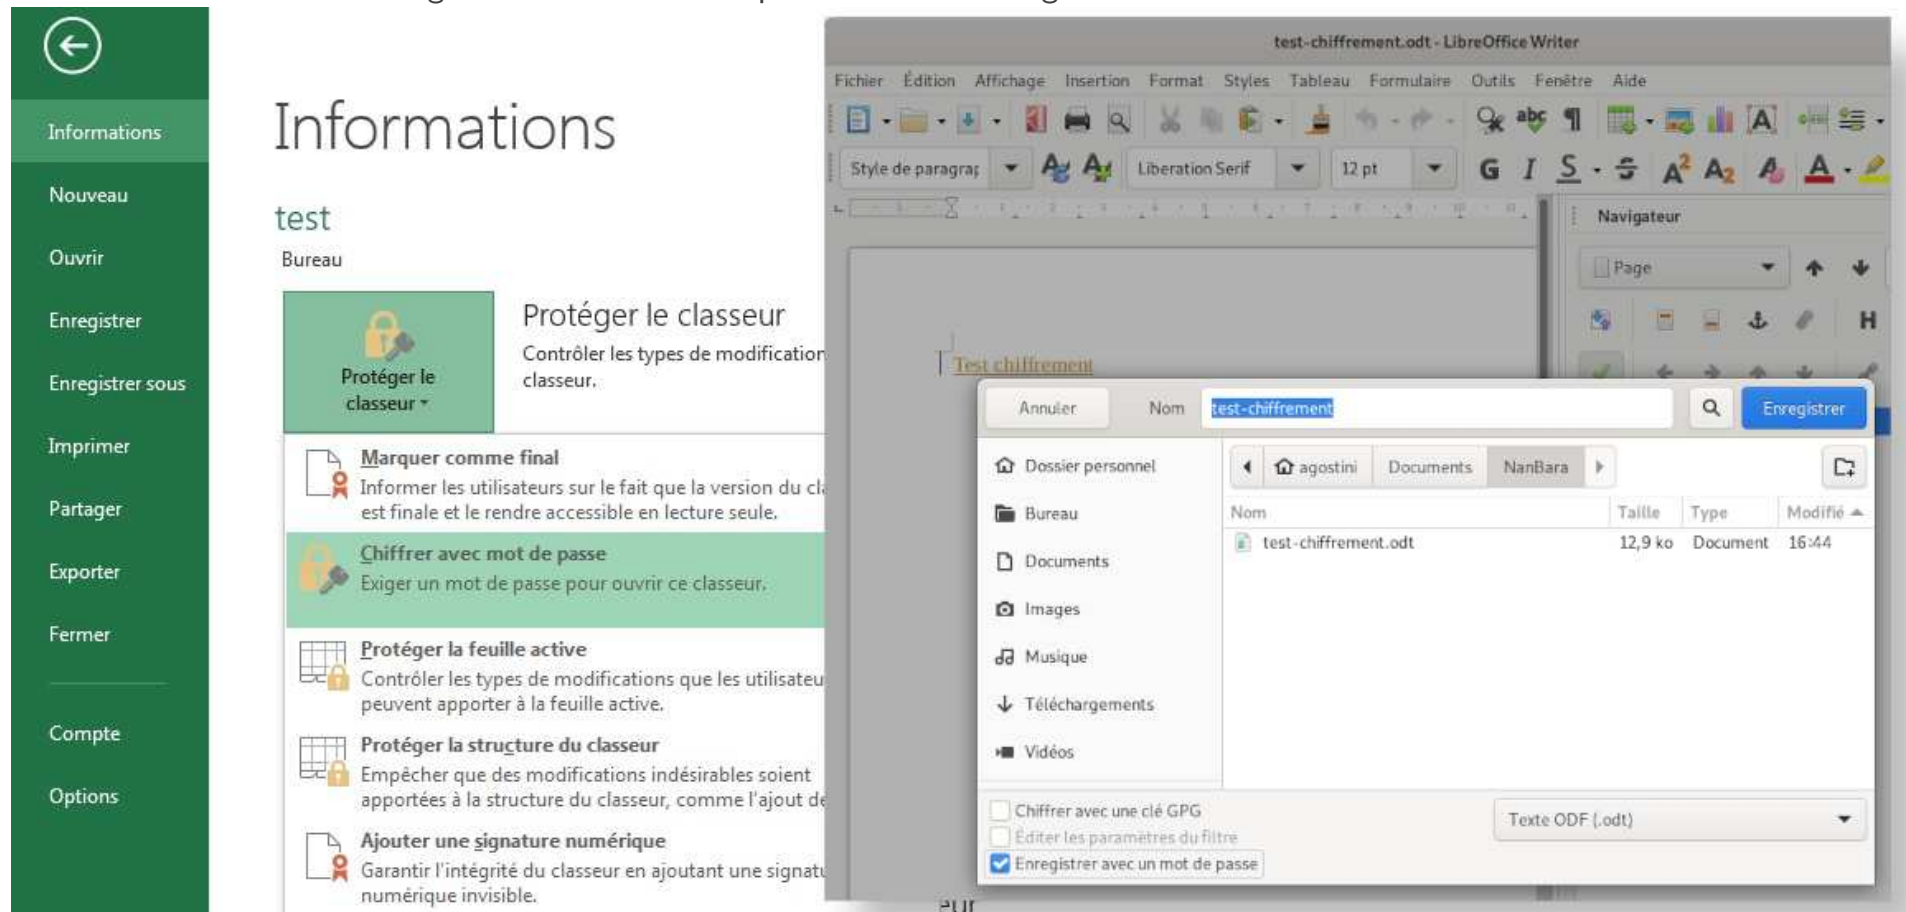 Informations
Nouveau
Ouvrir
Enregistrer
Enregistrer sous
Imprimer
Partager
Exporter
Fermer
Compte
Options
Informations
test
Bureau
Protéger le
classeur
Protéger le classeur
Contrôler les types de modification
classeur.
Marquer comme final
Informer les utilisateurs sur le fait que la version du cla
est finale et le rendre accessible en lecture seule.
Chiffrer avec mot de passe
Exiger un mot de passe pour ouvrir ce classeur.
Protéger la feuille active
Contrôler les types de modifications que les utilisateu
peuvent apporter à la feuille active.
Protéger la structure du classeur
Empêcher que des modifications indésirables soient
apportées à la structure du classeur, comme l'ajout de
Ajouter une signature numérique
Garantir l'intégrité du classeur en ajoutant une signatu
numérique invisible.
test-chiffrement.odt - LibreOffice Writer
Fichier Édition Affichage Insertion Format Styles Tableau Formulaire Outils Fenêtre Aide
Style de paragrap Liberation Serif 12 pt G I S S A² A2 A A
Navigateur
Page
H
Test chiffrement
Annuler Nom test-chiffrement Enregistrer
Dossier personnel
Bureau
Documents
Images
Musique
Téléchargements
Vidéos
agostini Documents NanBara
Nom Taille Type Modifié
test-chiffrement.odt 12,9 ko Document 16:44
Chiffrer avec une clé GPG
Éditer les paramètres du filtre
Enregistrer avec un mot de passe
Texte ODF (.odt)
eur